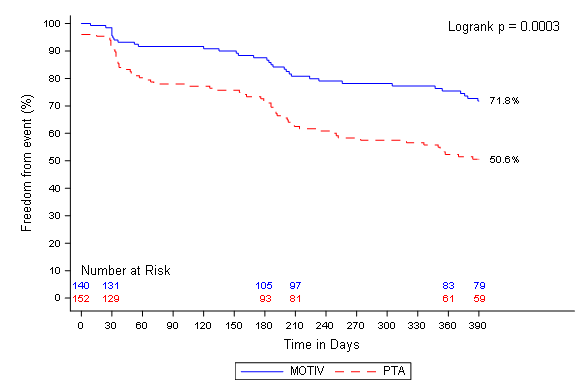 Logrank p = 0.0003
Freedom from event (%)
100
90
80
70
60
50
40
30
20
10
0
71.8%
50.6%
Number at Risk
140 131 105 97 83 79
152 129 93 81 61 59
0 30 60 90 120 150 180 210 240 270 300 330 360 390
Time in Days
MOTIV PTA